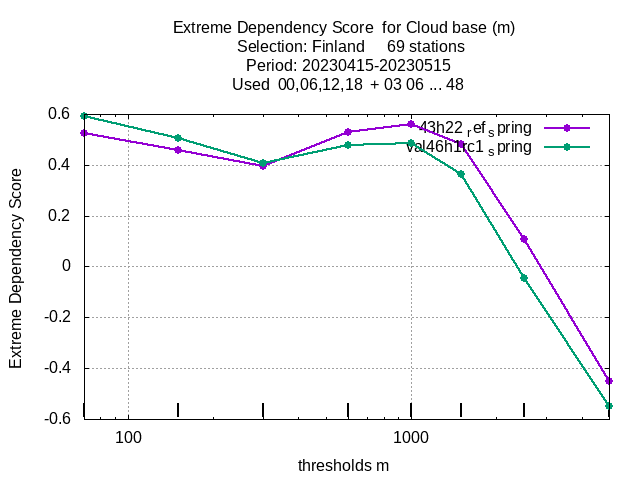 Extreme Dependency Score for Cloud base (m)
Selection: Finland 69 stations
Period: 20230415-20230515
Used 00,06,12,18 + 03 06 ... 48
43h22 ref spring
val46h1rc1 spring
Extreme Dependency Score
0.6
0.4
0.2
0
-0.2
-0.4
-0.6
100
1000
thresholds m